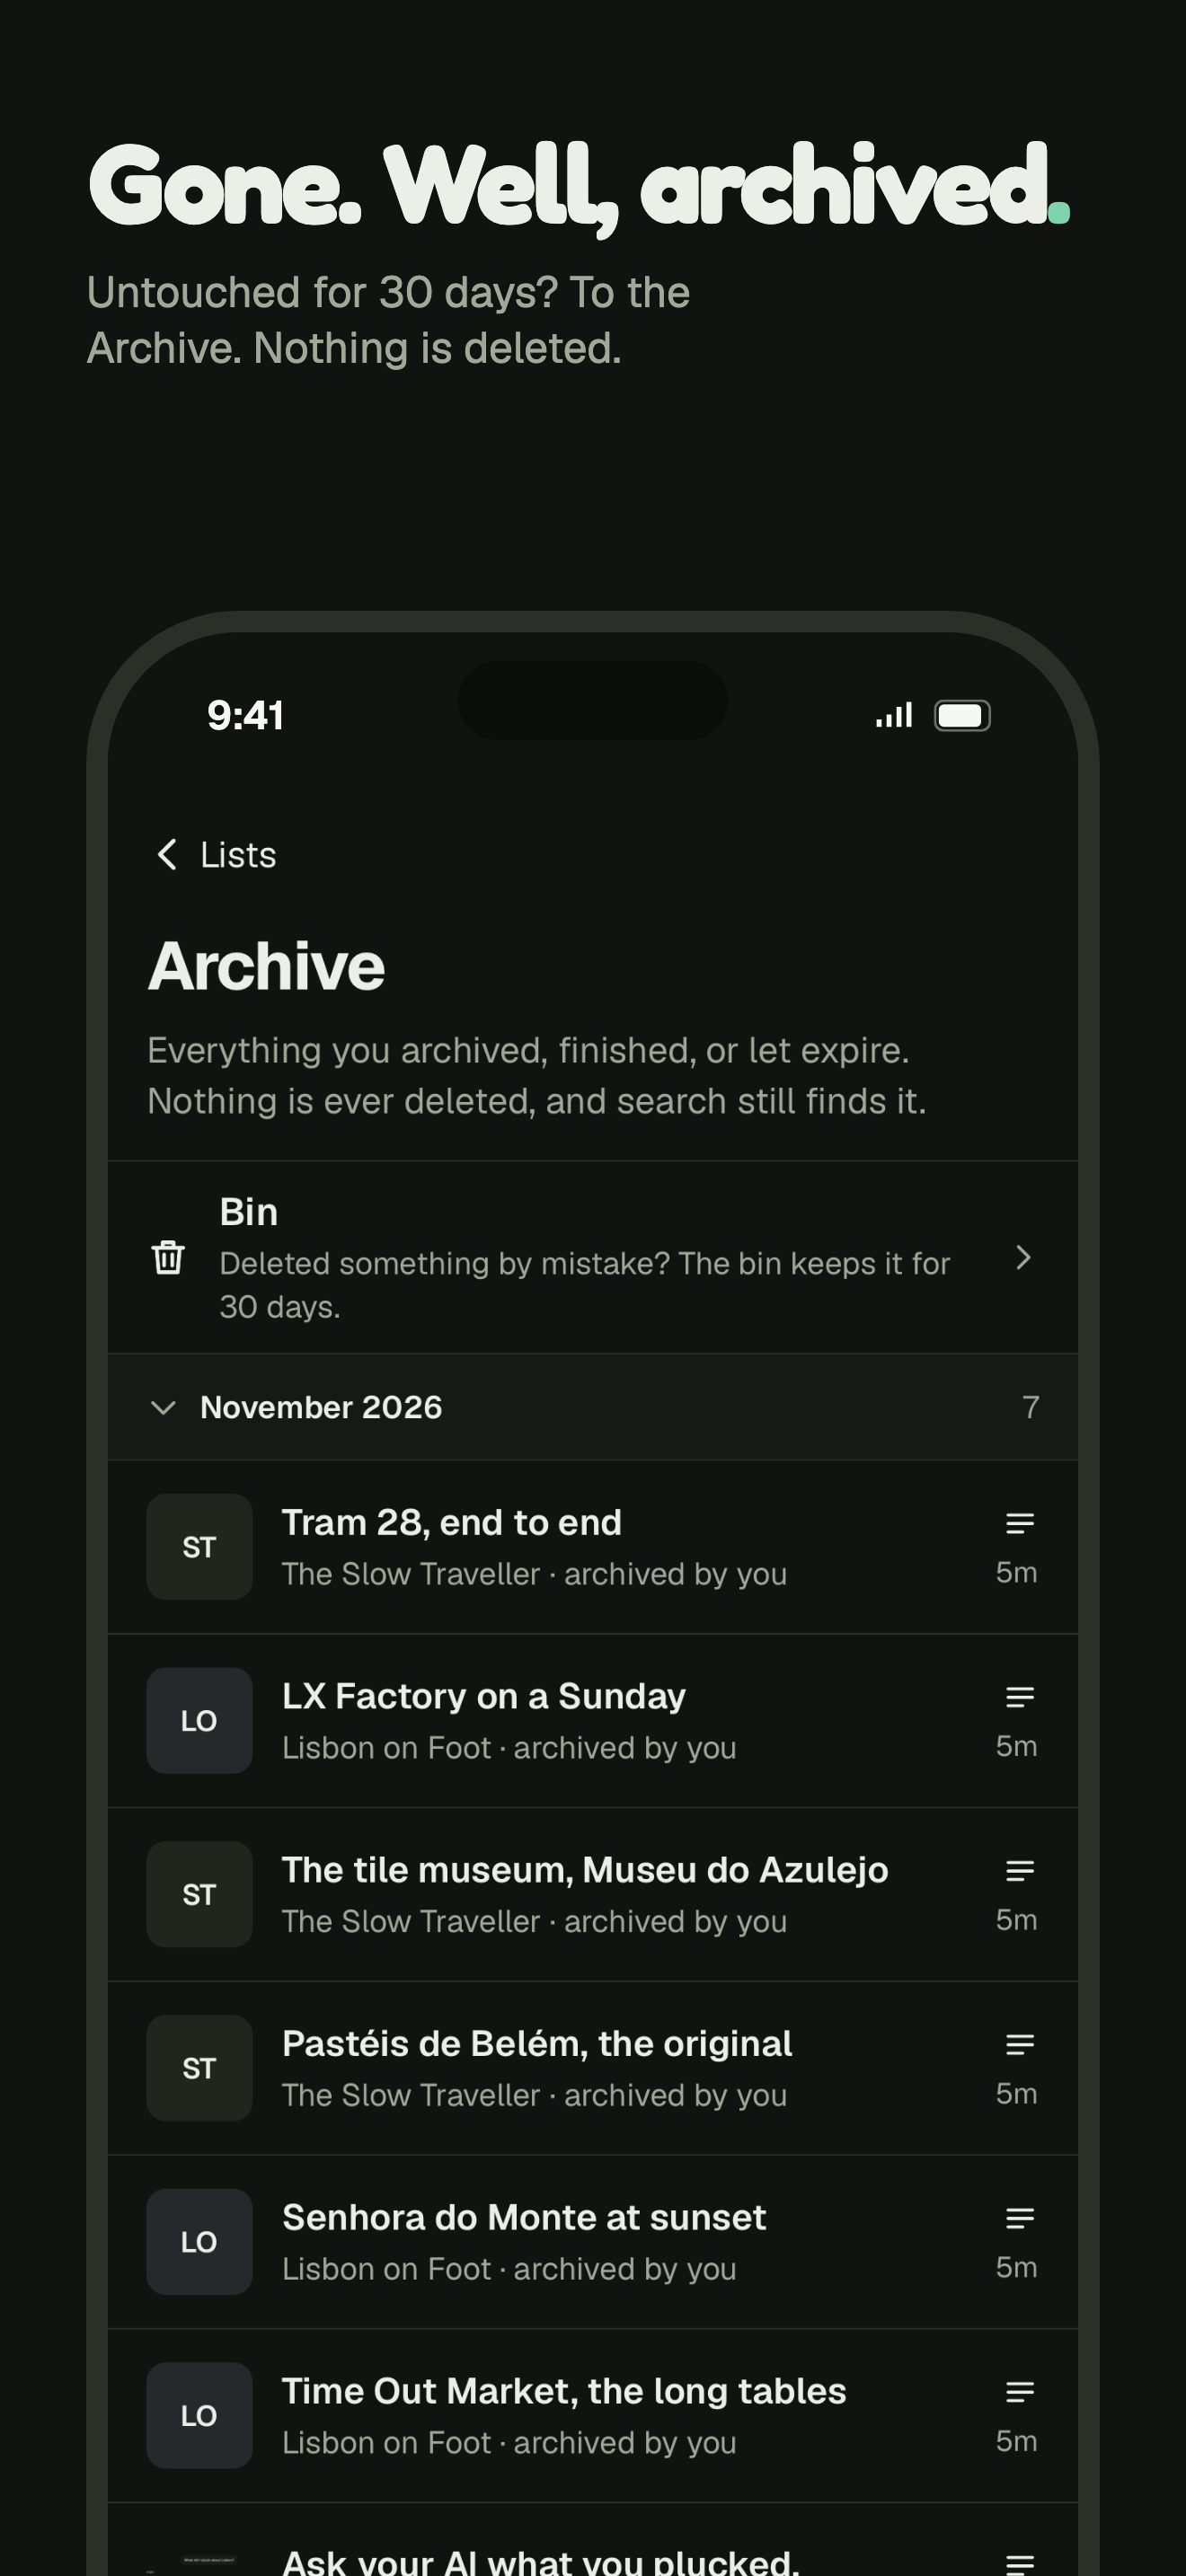 Gone. Well, archived.
Untouched for 30 days? To the
Archive. Nothing is deleted.
9:41
Lists
Archive
Everything you archived, finished, or let expire.
Nothing is ever deleted, and search still finds it.
Bin
Deleted something by mistake? The bin keeps it for
30 days.
November 2026 7
ST
Tram 28, end to end
The Slow Traveller · archived by you
5m
LO
LX Factory on a Sunday
Lisbon on Foot · archived by you
5m
ST
The tile museum, Museu do Azulejo
The Slow Traveller · archived by you
5m
ST
Pastéis de Belém, the original
The Slow Traveller · archived by you
5m
LO
Senhora do Monte at sunset
Lisbon on Foot · archived by you
5m
LO
Time Out Market, the long tables
Lisbon on Foot · archived by you
5m
Ask your AI what you plucked.